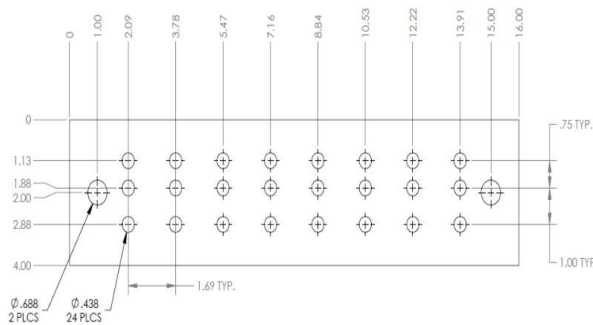 0
1.00
2.09
3.78
5.47
7.16
8.84
10.53
12.22
13.91
15.00
16.00
0
.75 TYP.
1.13
1.88
2.00
2.88
4.00
1.00 TYP.
1.69 TYP.
Ø.688
2 PLCS
Ø.438
24 PLCS